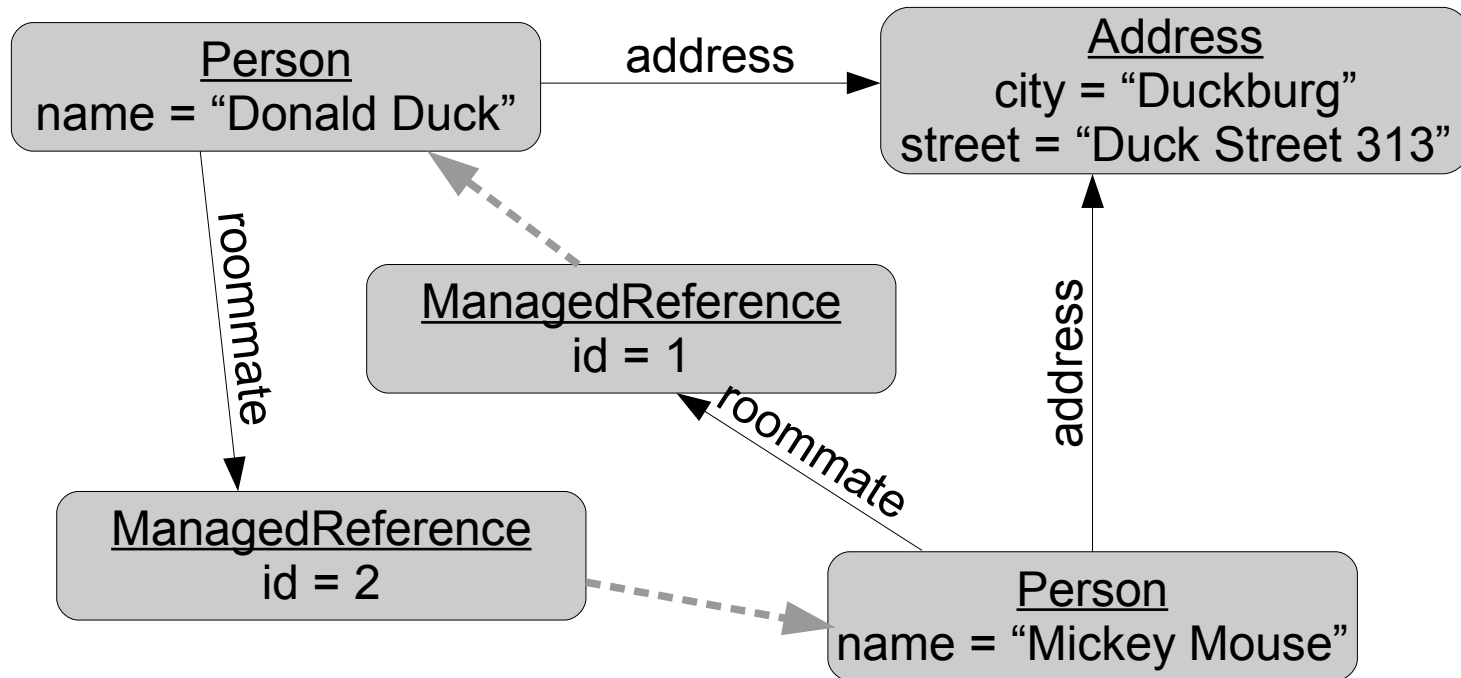 Person
name = “Donald Duck”
address
Address
city = “Duckburg”
street = “Duck Street 313”
roommate
ManagedReference
id = 1
roommate
address
ManagedReference
id = 2
Person
name = “Mickey Mouse”